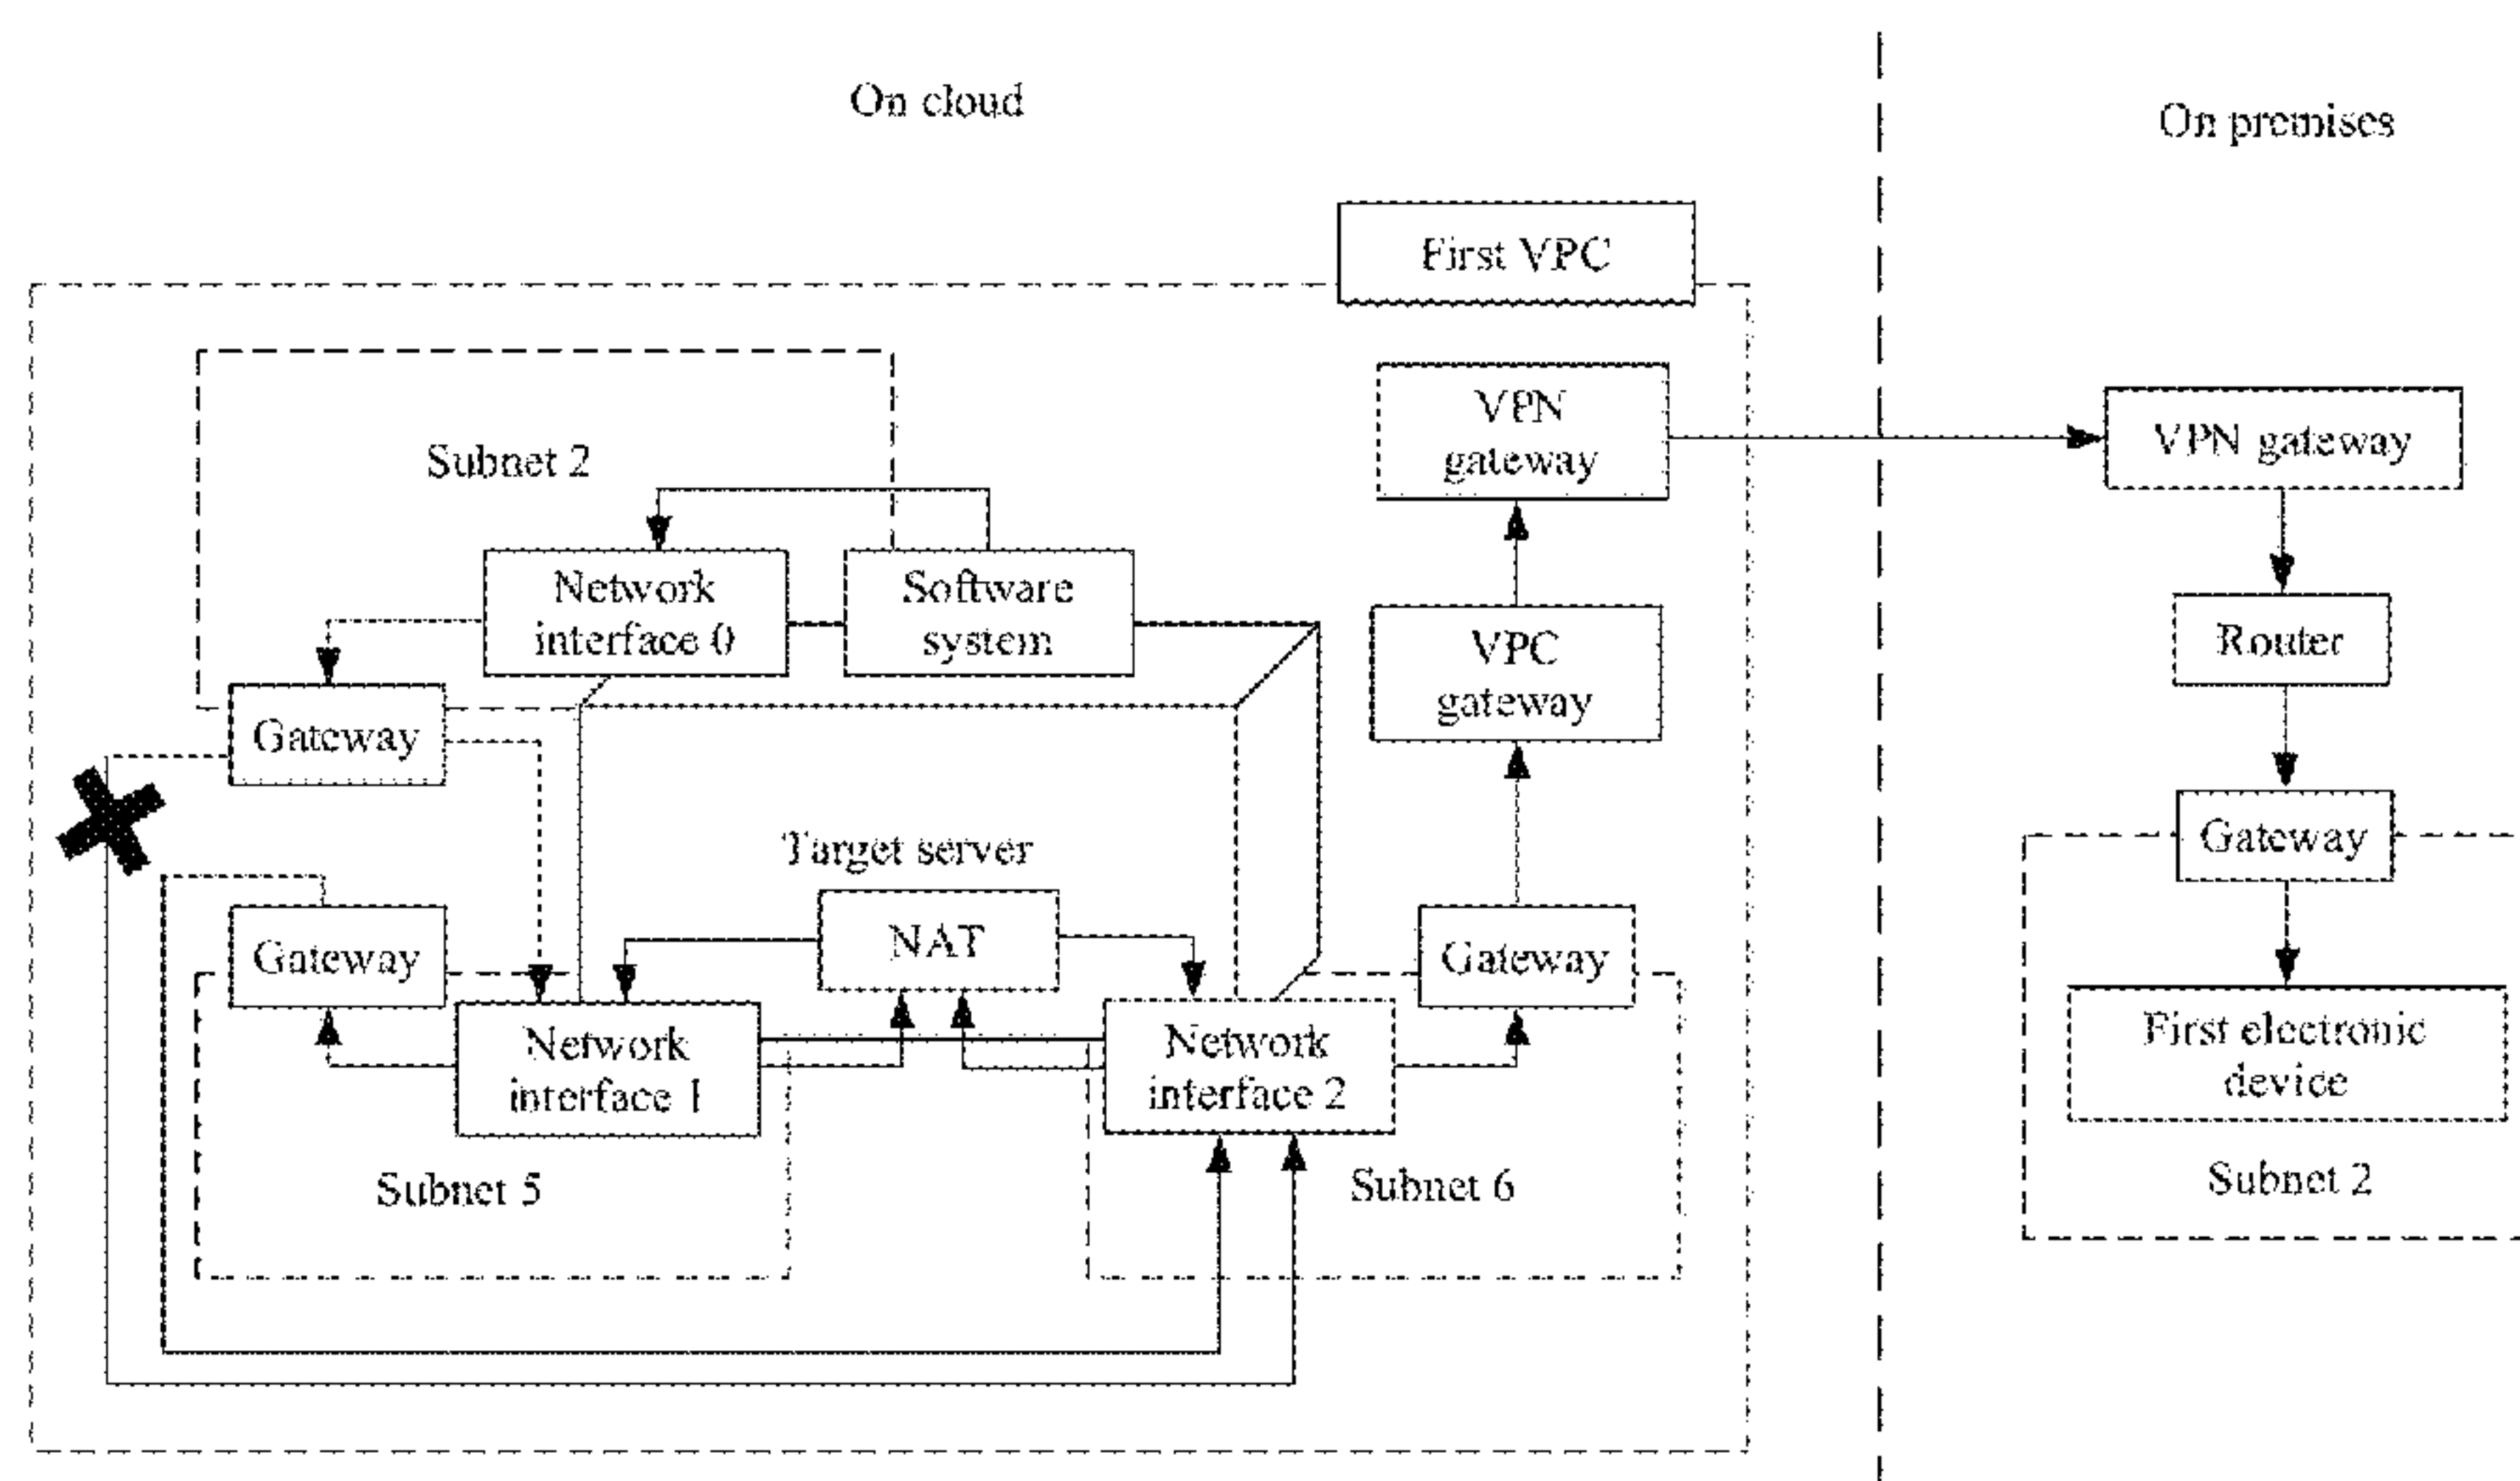 On cloud
On premises
First VPC
VPN
gateway
VPN gateway
Subnet 2
Network
interface 0
Software
system
VPC
gateway
Router
Gateway
Gateway
Target server
NAT
Gateway
Gateway
Network
interface 1
Network
interface 2
First electronic
device
Subnet 5
Subnet 6
Subnet 2